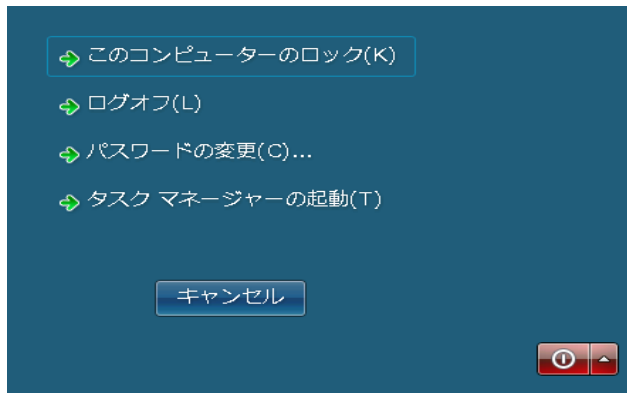 このコンピューターのロック(K)
ログオフ(L)
パスワードの変更(C)...
タスク マネージャーの起動(T)
キャンセル